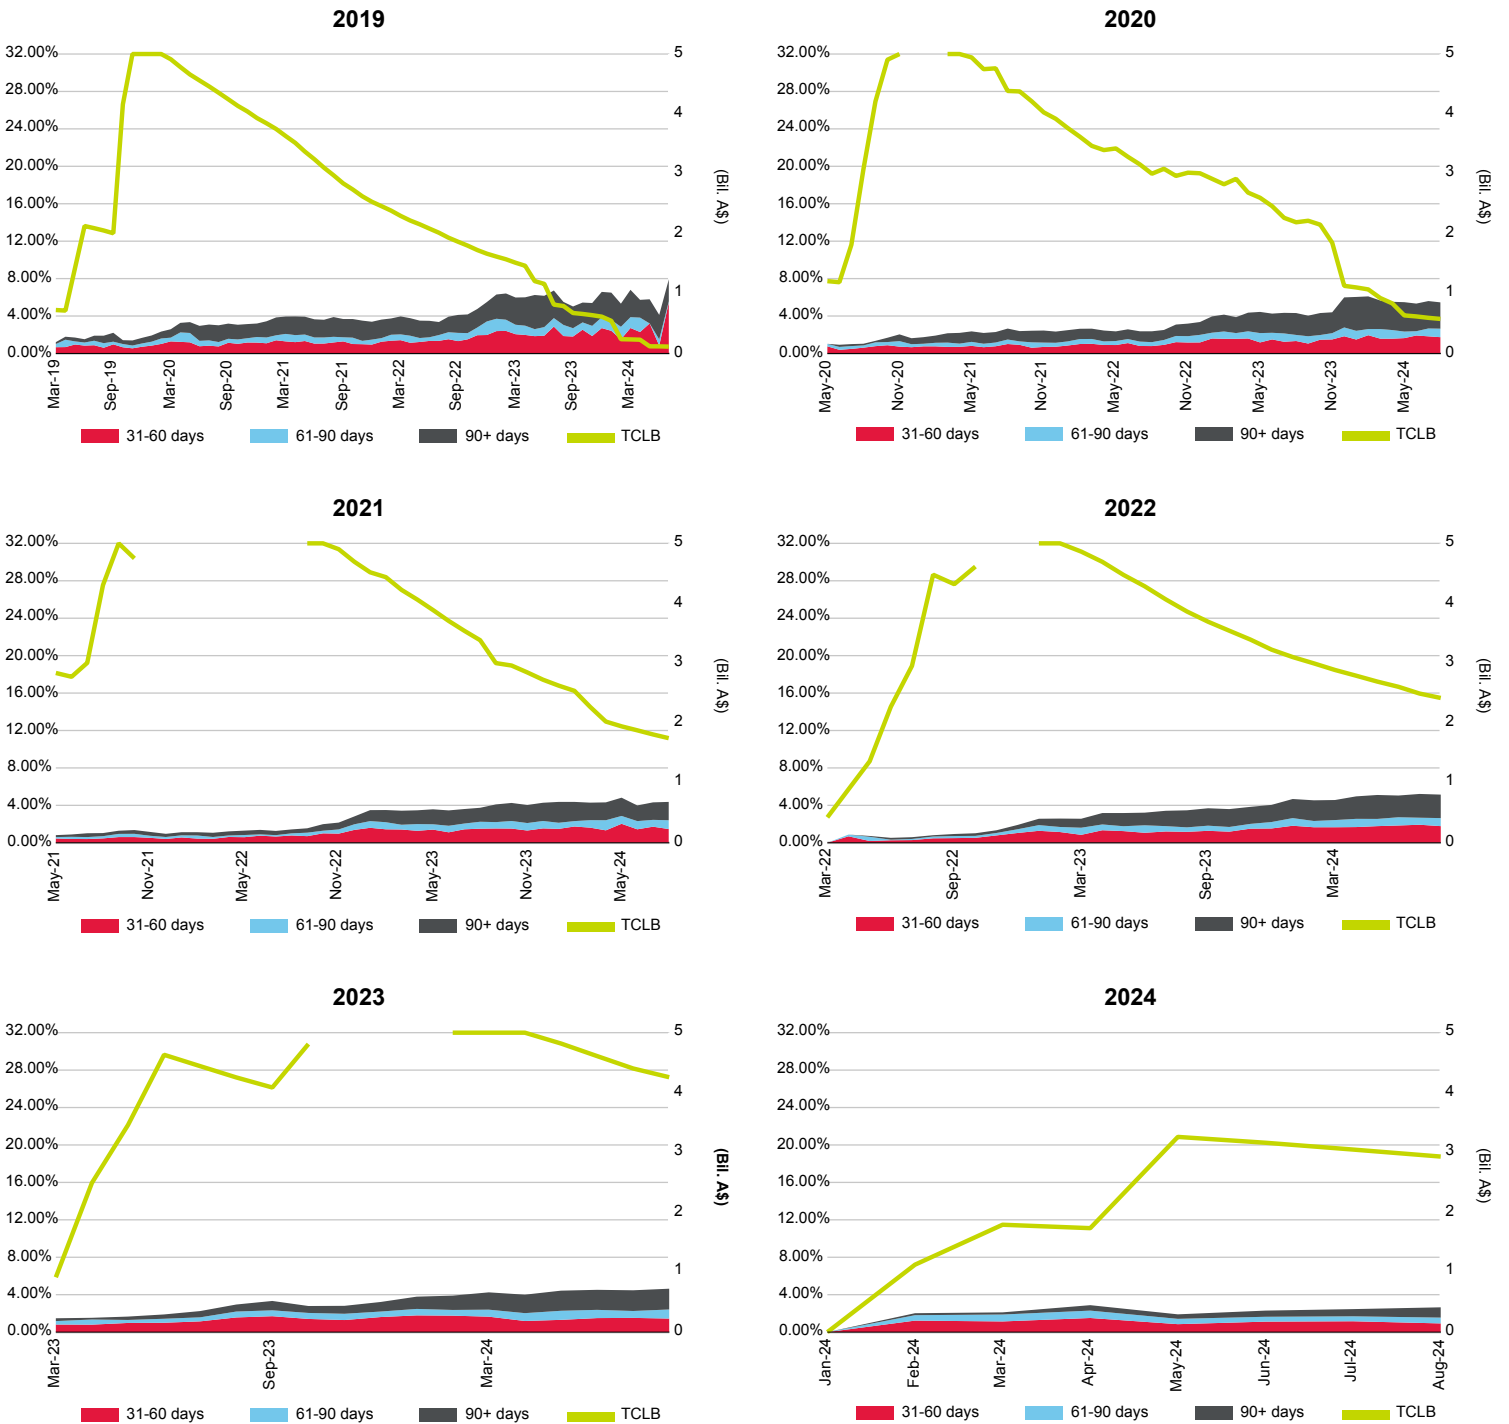 2019
32.00%
28.00%
24.00%
20.00%
16.00%
12.00%
8.00%
4.00%
0.00%
5
4
3
2
1
0
(Bil. A$)
Mar-19
Sep-19
Mar-20
Sep-20
Mar-21
Sep-21
Mar-22
Sep-22
Mar-23
Sep-23
Mar-24
31-60 days 61-90 days 90+ days TCLB
2020
32.00%
28.00%
24.00%
20.00%
16.00%
12.00%
8.00%
4.00%
0.00%
5
4
3
2
1
0
(Bil. A$)
May-20
Nov-20
May-21
Nov-21
May-22
Nov-22
May-23
Nov-23
May-24
31-60 days 61-90 days 90+ days TCLB
2021
32.00%
28.00%
24.00%
20.00%
16.00%
12.00%
8.00%
4.00%
0.00%
5
4
3
2
1
0
(Bil. A$)
May-21
Nov-21
May-22
Nov-22
May-23
Nov-23
May-24
31-60 days 61-90 days 90+ days TCLB
2022
32.00%
28.00%
24.00%
20.00%
16.00%
12.00%
8.00%
4.00%
0.00%
5
4
3
2
1
0
(Bil. A$)
Mar-22
Sep-22
Mar-23
Sep-23
Mar-24
31-60 days 61-90 days 90+ days TCLB
2023
32.00%
28.00%
24.00%
20.00%
16.00%
12.00%
8.00%
4.00%
0.00%
5
4
3
2
1
0
(Bil. A$)
Mar-23
Sep-23
Mar-24
31-60 days 61-90 days 90+ days TCLB
2024
32.00%
28.00%
24.00%
20.00%
16.00%
12.00%
8.00%
4.00%
0.00%
5
4
3
2
1
0
(Bil. A$)
Jan-24
Feb-24
Mar-24
Apr-24
May-24
Jun-24
Jul-24
Aug-24
31-60 days 61-90 days 90+ days TCLB